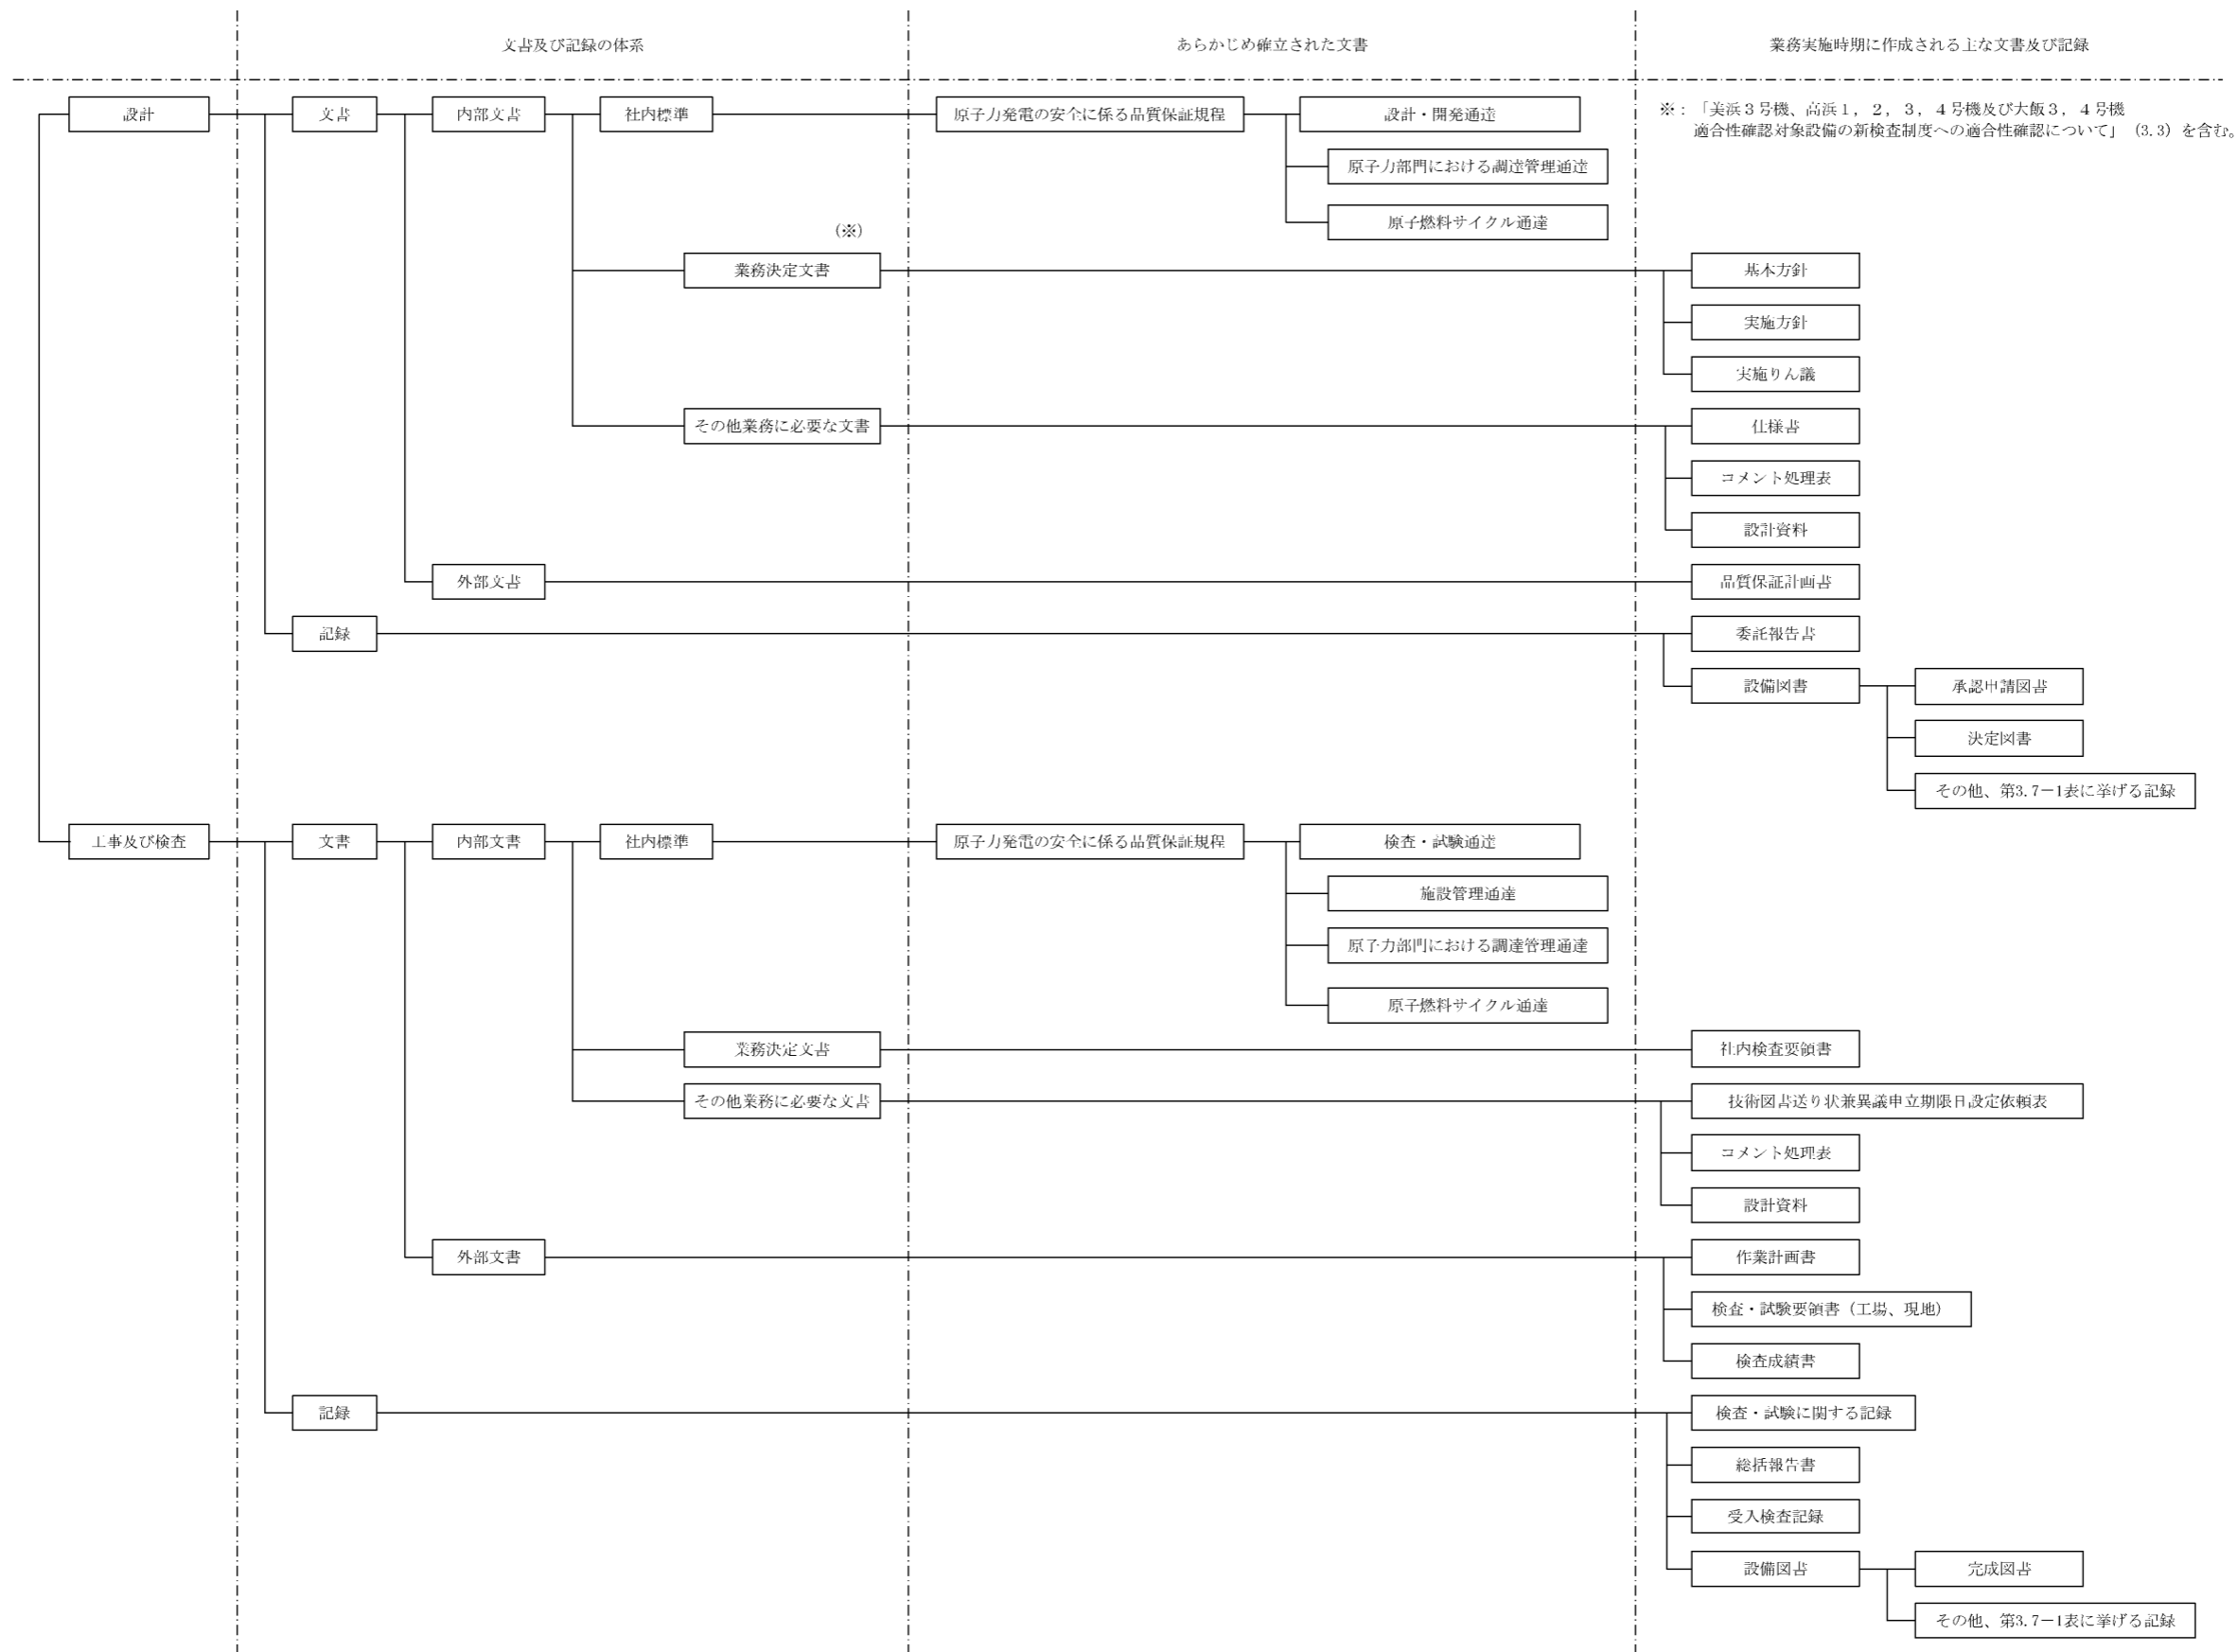 文書及び記録の体系
あらかじめ確立された文書
業務実施時期に作成される主な文書及び記録
設計
文書
内部文書
社内標準
原子力発電の安全に係る品質保証規程
設計・開発通達
※：「美浜３号機、高浜１，２，３，４号機及び大飯３，４号機
適合性確認対象設備の新検査制度への適合性確認について」（3.3）を含む。
原子力部門における調達管理通達
原子燃料サイクル通達
（※）
業務決定文書
基本方針
実施方針
実施りん議
その他業務に必要な文書
仕様書
コメント処理表
設計資料
外部文書
品質保証計画書
記録
委託報告書
設備図書
承認申請図書
決定図書
その他、第3.7－1表に挙げる記録
工事及び検査
文書
内部文書
社内標準
原子力発電の安全に係る品質保証規程
検査・試験通達
施設管理通達
原子力部門における調達管理通達
原子燃料サイクル通達
業務決定文書
社内検査要領書
その他業務に必要な文書
技術図書送り状兼異議申立期限日設定依頼表
コメント処理表
設計資料
外部文書
作業計画書
検査・試験要領書（工場、現地）
検査成績書
記録
検査・試験に関する記録
総括報告書
受入検査記録
設備図書
完成図書
その他、第3.7－1表に挙げる記録